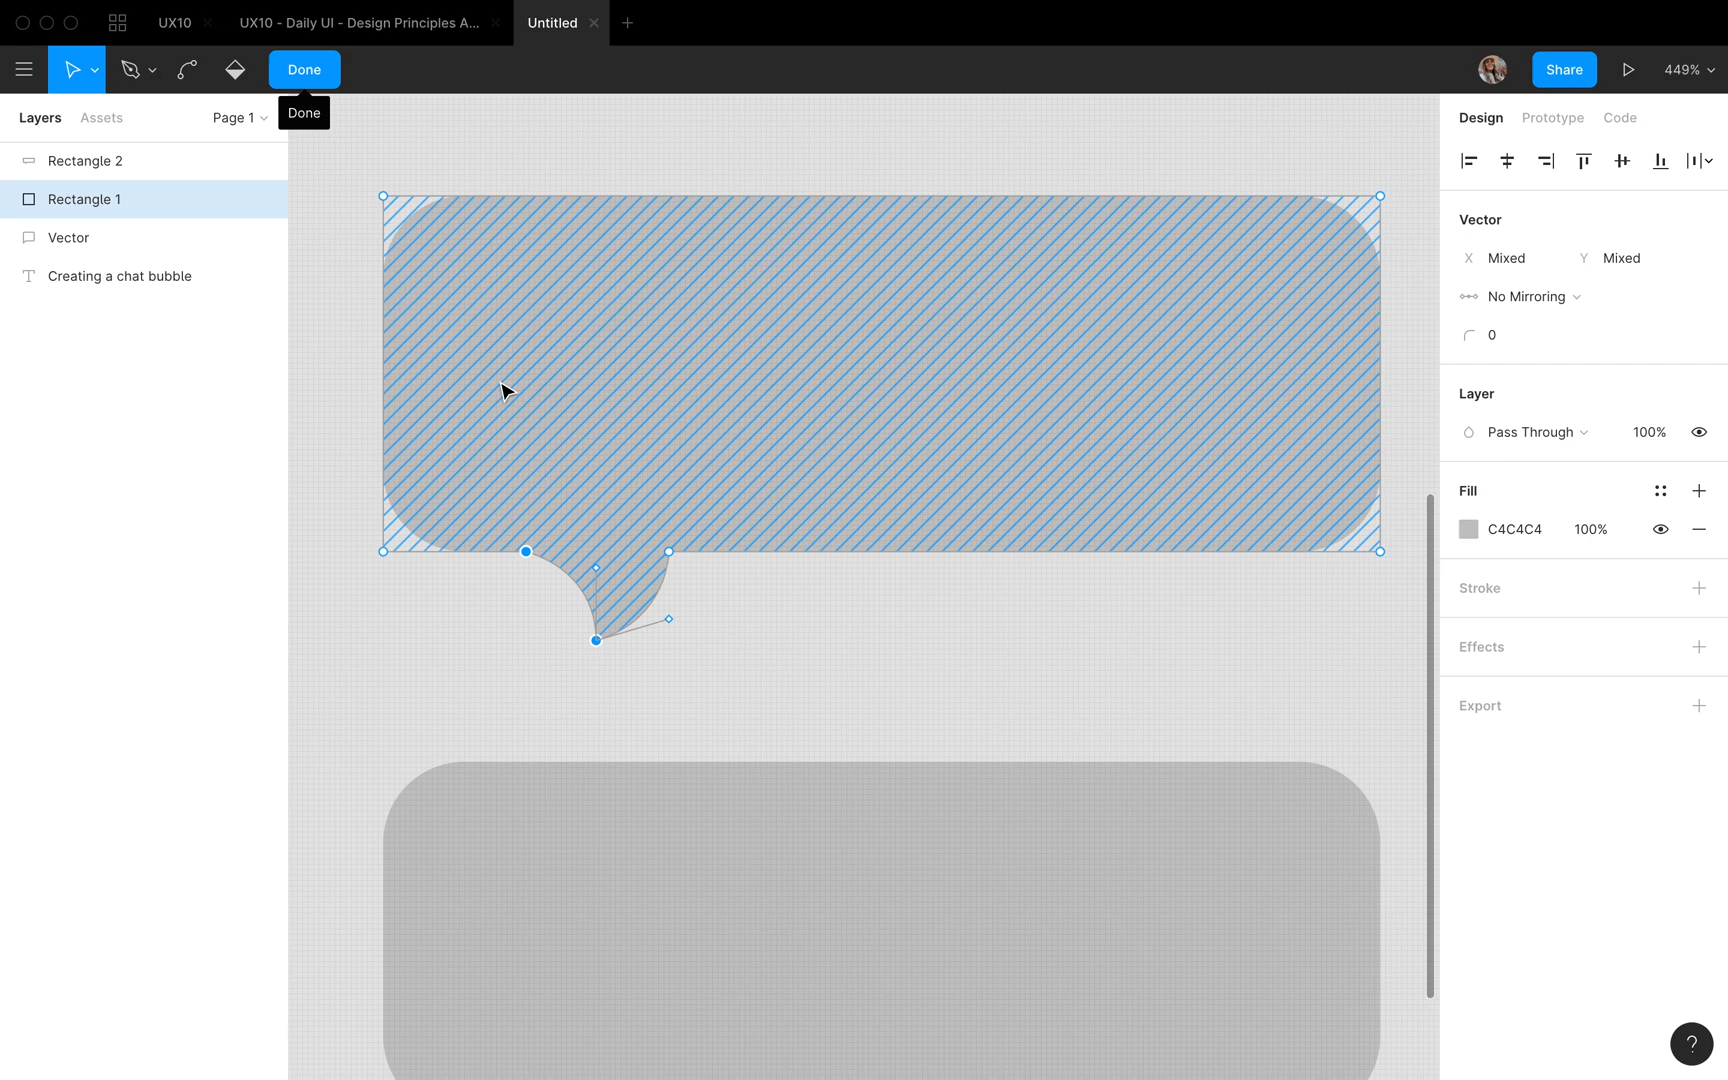 UX10
UX10 - Daily UI - Design Principles A...
Untitled
Done
Share
449%
Done
Layers
Assets
Page 1
Rectangle 2
Rectangle 1
Vector
Creating a chat bubble
Design
Prototype
Code
Vector
X Mixed
Y Mixed
No Mirroring
0
Layer
Pass Through
100%
Fill
C4C4C4
100%
Stroke
Effects
Export
?